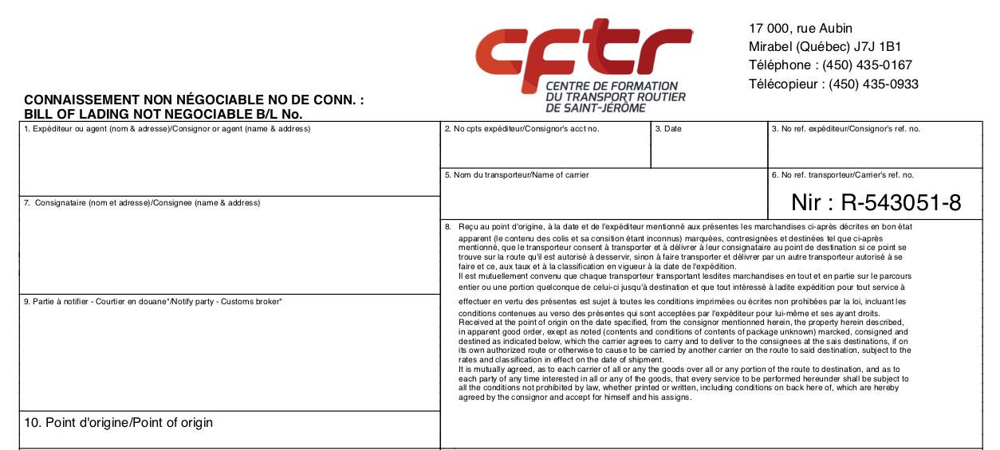 cftr
CENTRE DE FORMATION
DU TRANSPORT ROUTIER
DE SAINT-JÉRÔME
17 000, rue Aubin
Mirabel (Québec) J7J 1B1
Téléphone : (450) 435-0167
Télécopieur : (450) 435-0933
CONNAISSEMENT NON NÉGOCIABLE NO DE CONN. :
BILL OF LADING NOT NEGOCIABLE B/L No.
1. Expéditeur ou agent (nom & adresse)/Consignor or agent (name & address)
2. No cpts expéditeur/Consignor's acct no.
3. Date
3. No ref. expéditeur/Consignor's ref. no.
5. Nom du transporteur/Name of carrier
6. No ref. transporteur/Carrier's ref. no.
Nir : R-543051-8
7. Consignataire (nom et adresse)/Consignee (name & address)
8. Reçu au point d'origine, à la date et de l'expéditeur mentionné aux présentes les marchandises ci-après décrites en bon état
apparent (le contenu des colis et sa consition étant inconnus) marquées, contresignées et destinées tel que ci-après
mentionné, que le transporteur consent à transporter et à délivrer à leur consignataire au point de destination si ce point se
trouve sur la route qu'il est autorisé à desservir, sinon à faire transporter et délivrer par un autre transporteur autorisé à se
faire et ce, aux taux et à la classification en vigueur à la date de l'expédition.
Il est mutuellement convenu que chaque transporteur transportant lesdites marchandises en tout et en partie sur le parcours
entier ou une portion quelconque de celui-ci jusqu'à destination et que tout intéressé à ladite expédition pour tout service à
effectuer en vertu des présentes est sujet à toutes les conditions imprimées ou écrites non prohibées par la loi, incluant les
conditions contenues au verso des présentes qui sont acceptées par l'expéditeur pour lui-même et ses ayant droits.
Received at the point of origin on the date specified, from the consignor mentionned herein, the property herein described,
in apparent good order, exept as noted (contents and conditions of contents of package unknown) marcked, consigned and
destined as indicated below, which the carrier agrees to carry and to deliver to the consignees at the sais destinations, if on
its own authorized route or otherwise to cause to be carried by another carrier on the route to said destination, subject to the
rates and classification in effect on the date of shipment.
It is mutually agreed, as to each carrier of all or any the goods over all or any portion of the route to destination, and as to
each party of any time interested in all or any of the goods, that every service to be performed hereunder shall be subject to
all the conditions not prohibited by law, whether printed or written, including conditions on back here of, which are hereby
agreed by the consignor and accept for himself and his assigns.
9. Partie à notifier - Courtier en douane*/Notify party - Customs broker*
10. Point d'origine/Point of origin